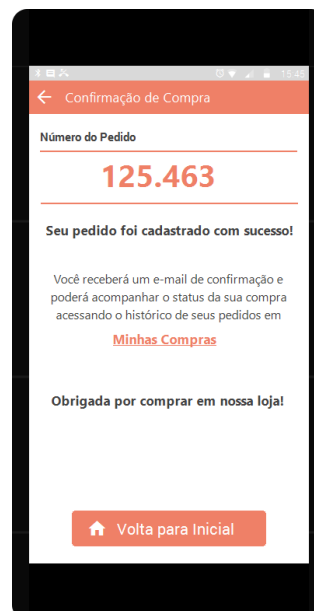 15:45
Confirmação de Compra
Número do Pedido
125.463
Seu pedido foi cadastrado com sucesso!
Você receberá um e-mail de confirmação e
poderá acompanhar o status da sua compra
acessando o histórico de seus pedidos em
Minhas Compras
Obrigada por comprar em nossa loja!
Volta para Inicial